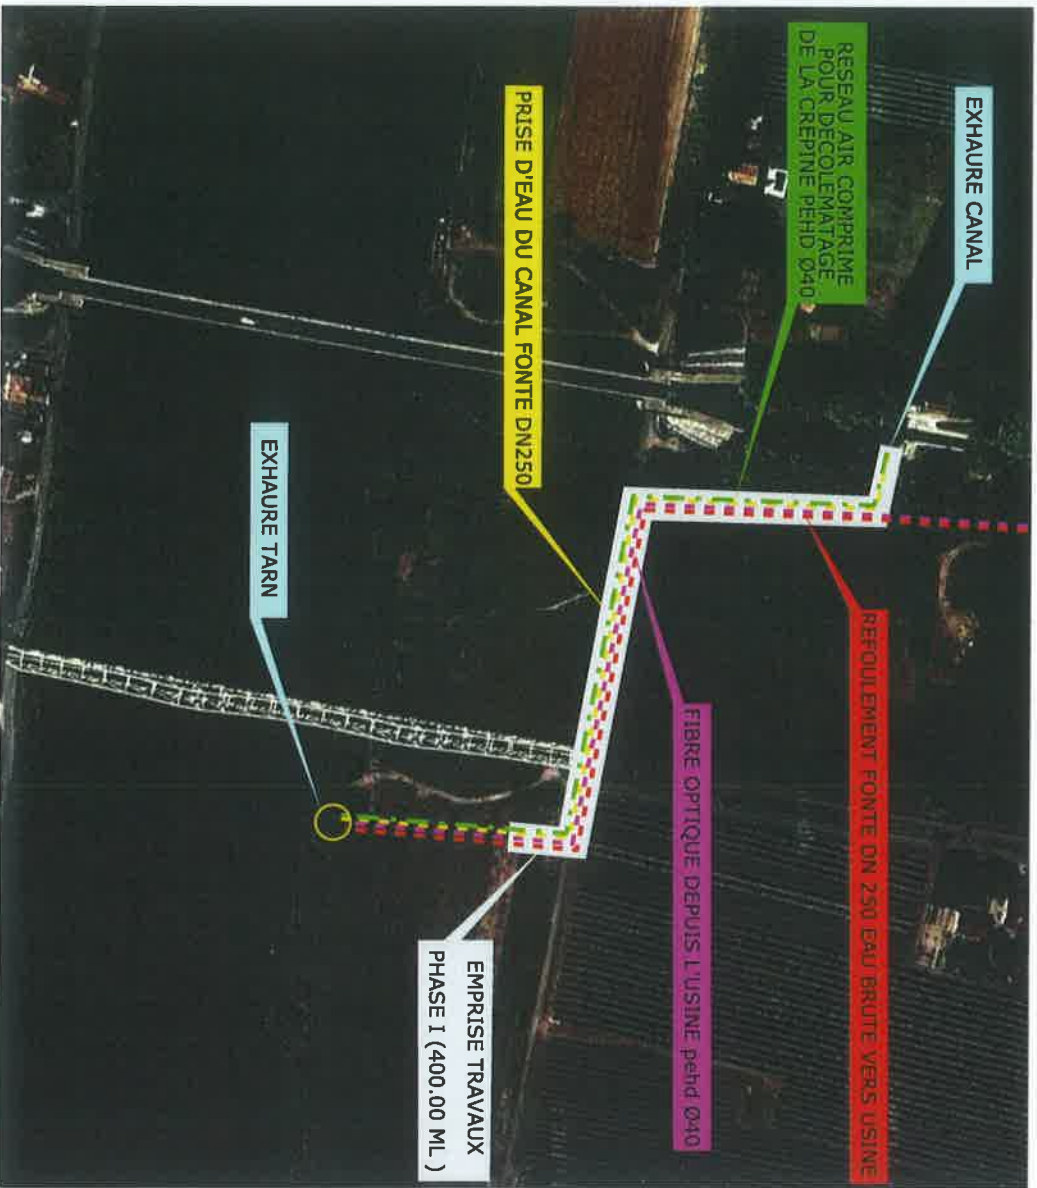 EXHAURE CANAL
RESEAU AIR COMPRIME
POUR DECOLEMATAGE
DE LA CREPINE PEHD Ø40
PRISE D'EAU DU CANAL FONTE DN250
EXHAURE TARN
REFOULEMENT FONTE DN 250 EAU BRUTE VERS USINE
FIBRE OPTIQUE DEPUIS L'USINE pehd Ø40
EMPRISE TRAVAUX
PHASE I (400.00 ML )